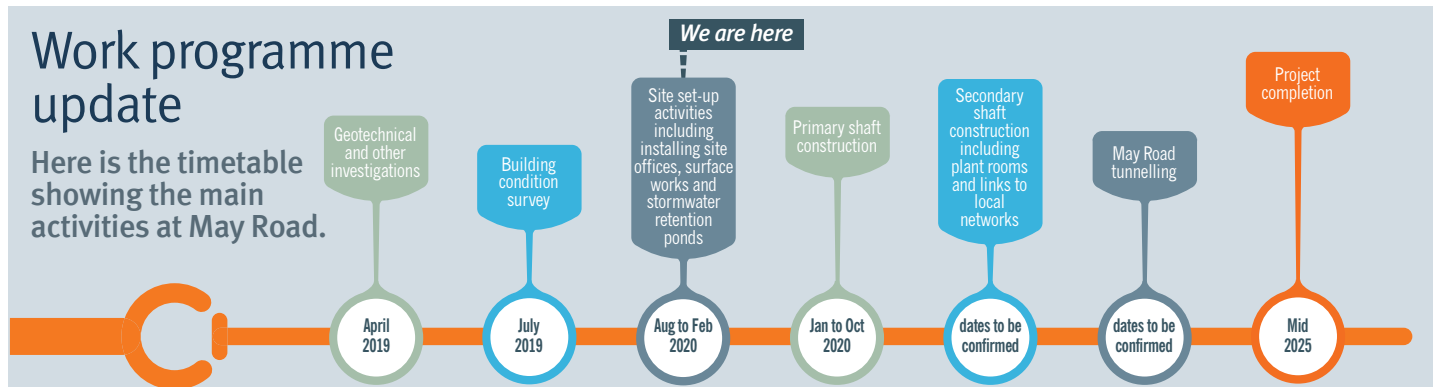 Work programme
update
Here is the timetable
showing the main
activities at May Road.
We are here
Geotechnical
and other
investigations
Building
condition
survey
Site set-up
activities
including
installing site
offices, surface
works and
stormwater
retention
ponds
Primary shaft
construction
Secondary
shaft
construction
including
plant rooms
and links to
local
networks
May Road
tunnelling
Project
completion
April
2019
July
2019
Aug to Feb
2020
Jan to Oct
2020
dates to be
confirmed
dates to be
confirmed
Mid
2025